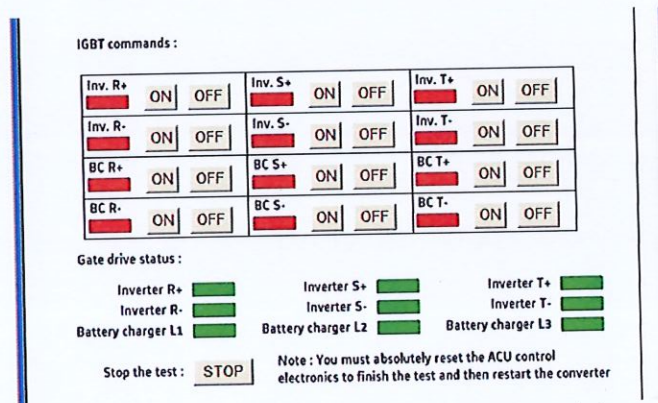 IGBT commands :
Inv. R+ ON OFF Inv. S+ ON OFF Inv. T+ ON OFF
Inv. R- ON OFF Inv. S- ON OFF Inv. T- ON OFF
BC R+ ON OFF BC S+ ON OFF BC T+ ON OFF
BC R- ON OFF BC S- ON OFF BC T- ON OFF
Gate drive status :
Inverter R+ Inverter S+ Inverter T+
Inverter R- Inverter S- Inverter T-
Battery charger L1 Battery charger L2 Battery charger L3
Stop the test : STOP Note : You must absolutely reset the ACU control
electronics to finish the test and then restart the converter